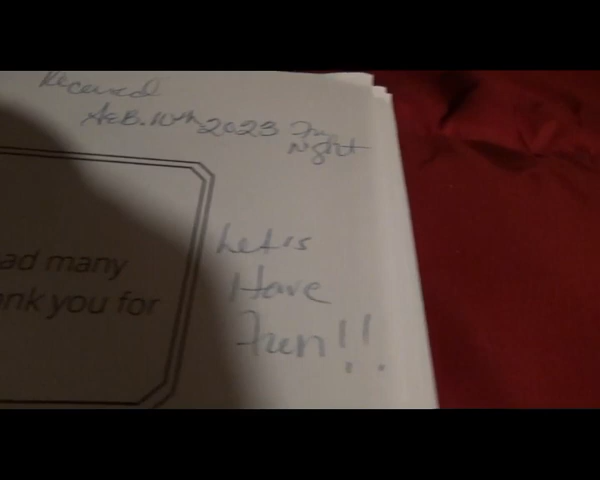 Received
Feb. 10th 2023 Fri
Night
Let's
Have
Fun!!
ad many
nk you for